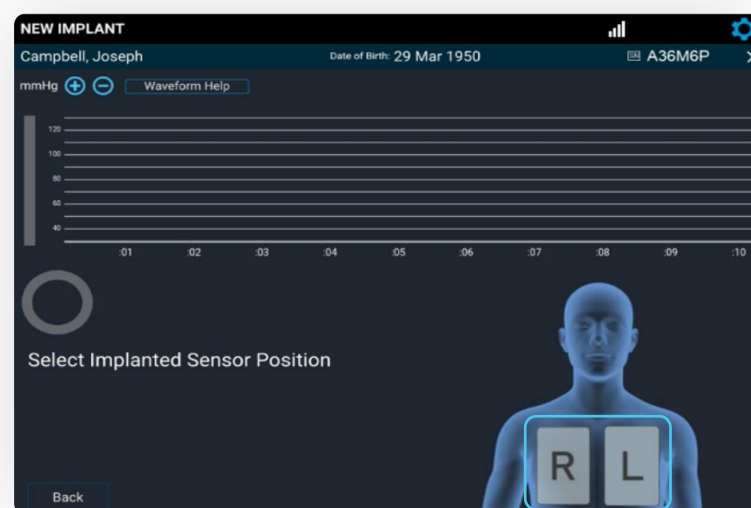 NEW IMPLANT
Campbell, Joseph Date of Birth: 29 Mar 1950 SN A36M6P
mmHg Waveform Help
120
100
80
60
40
:01 :02 :03 :04 :05 :06 :07 :08 :09 :10
Select Implanted Sensor Position
R L
Back